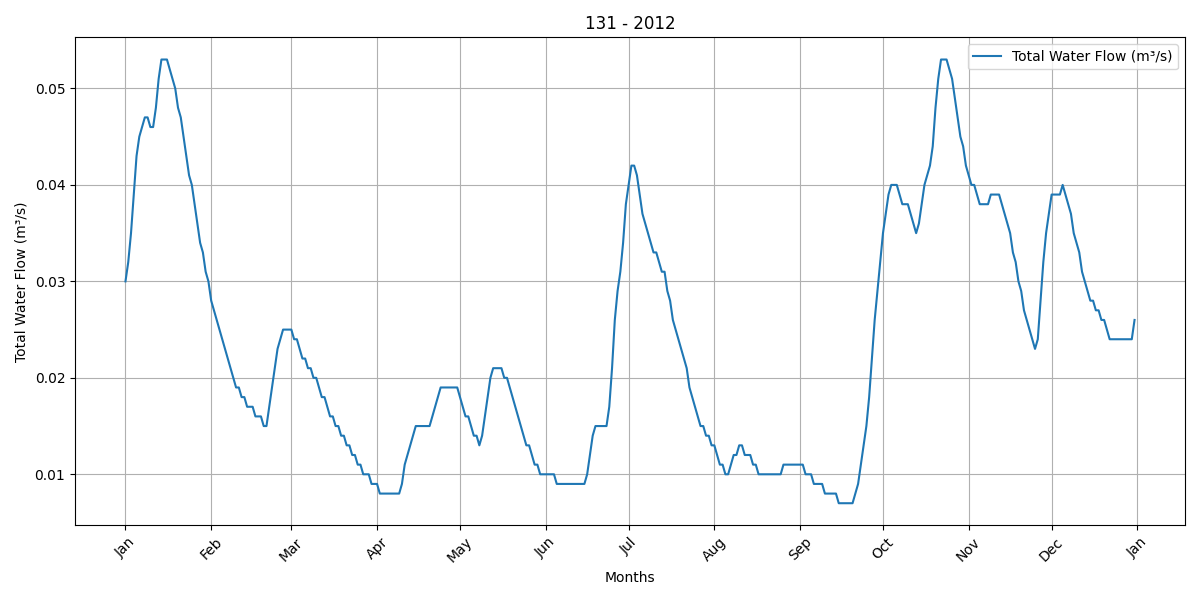 131 - 2012
Total Water Flow (m³/s)
Total Water Flow (m³/s)
0.05
0.04
0.03
0.02
0.01
Jan
Feb
Mar
Apr
May
Jun
Jul
Aug
Sep
Oct
Nov
Dec
Jan
Months